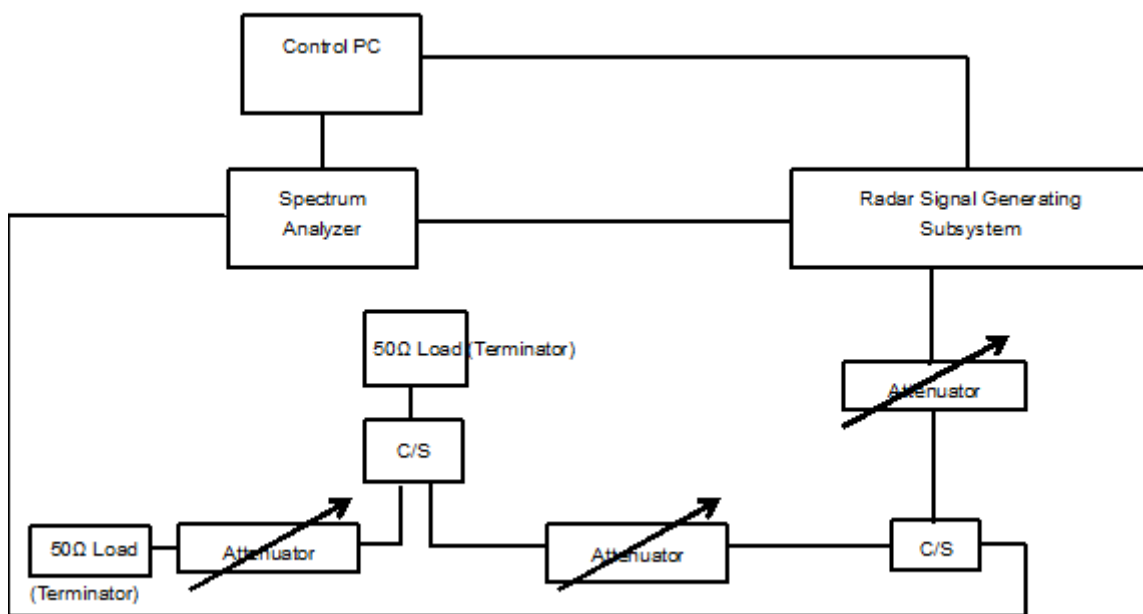 Control PC
Spectrum
Analyzer
Radar Signal Generating
Subsystem
50Ω Load (Terminator)
Attenuator
C/S
50Ω Load
(Terminator)
Attenuator
Attenuator
C/S